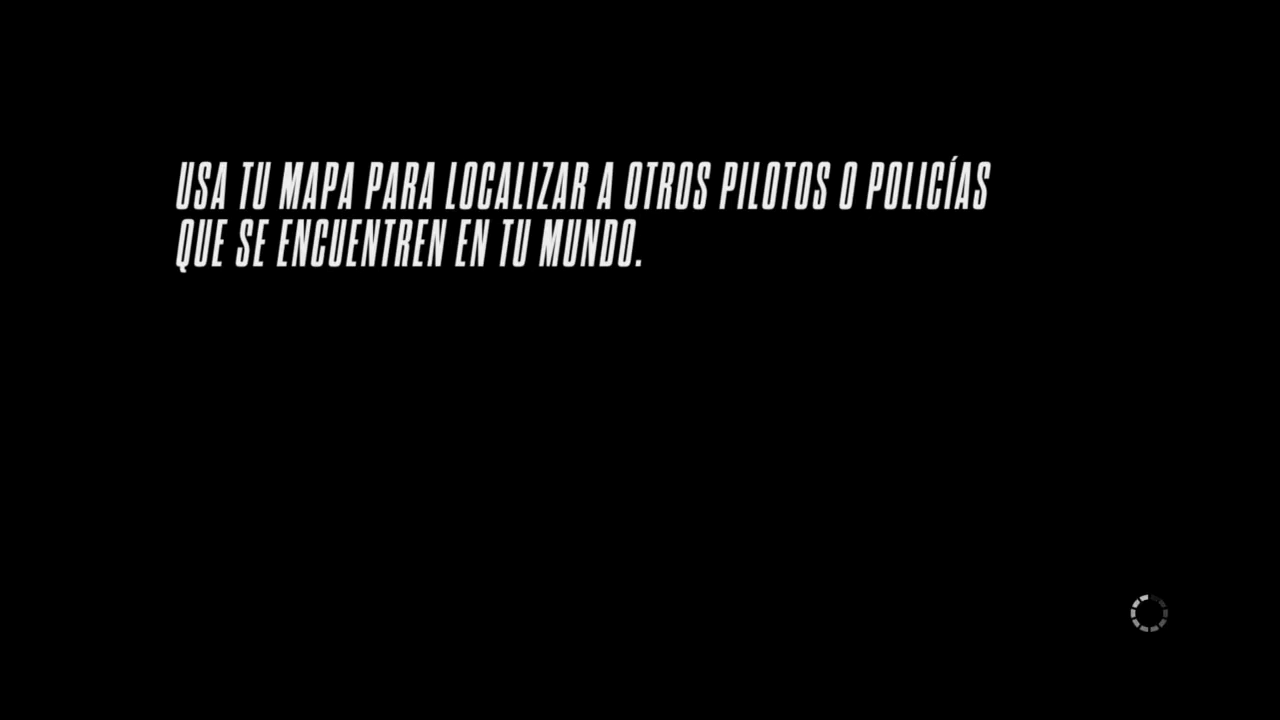 USA TU MAPA PARA LOCALIZAR A OTROS PILOTOS O POLICÍAS
QUE SE ENCUENTREN EN TU MUNDO.